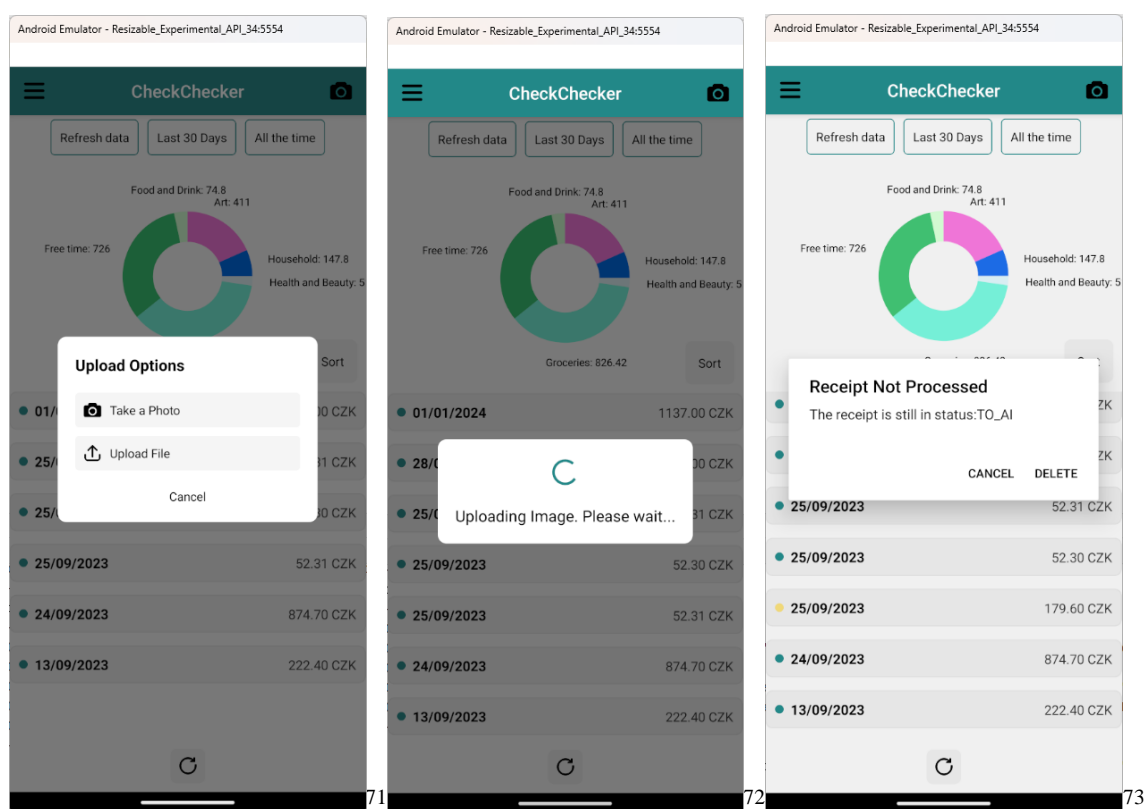 Android Emulator - Resizable_Experimental_API_34:5554
CheckChecker
Refresh data
Last 30 Days
All the time
Food and Drink: 74.8
Art: 411
Free time: 726
Household: 147.8
Health and Beauty: 5
Sort
Upload Options
Take a Photo
Upload File
Cancel
01/
00 CZK
25/
31 CZK
25/
30 CZK
25/09/2023 52.31 CZK
24/09/2023 874.70 CZK
13/09/2023 222.40 CZK
71
Android Emulator - Resizable_Experimental_API_34:5554
CheckChecker
Refresh data
Last 30 Days
All the time
Food and Drink: 74.8
Art: 411
Free time: 726
Household: 147.8
Health and Beauty: 5
Groceries: 826.42
Sort
01/01/2024 1137.00 CZK
28/0
00 CZK
Uploading Image. Please wait...
25/0
31 CZK
25/09/2023 52.30 CZK
25/09/2023 52.31 CZK
24/09/2023 874.70 CZK
13/09/2023 222.40 CZK
72
Android Emulator - Resizable_Experimental_API_34:5554
CheckChecker
Refresh data
Last 30 Days
All the time
Food and Drink: 74.8
Art: 411
Free time: 726
Household: 147.8
Health and Beauty: 5
Receipt Not Processed
The receipt is still in status:TO_AI
CANCEL DELETE
ZK
ZK
25/09/2023 52.31 CZK
25/09/2023 52.30 CZK
25/09/2023 179.60 CZK
24/09/2023 874.70 CZK
13/09/2023 222.40 CZK
73